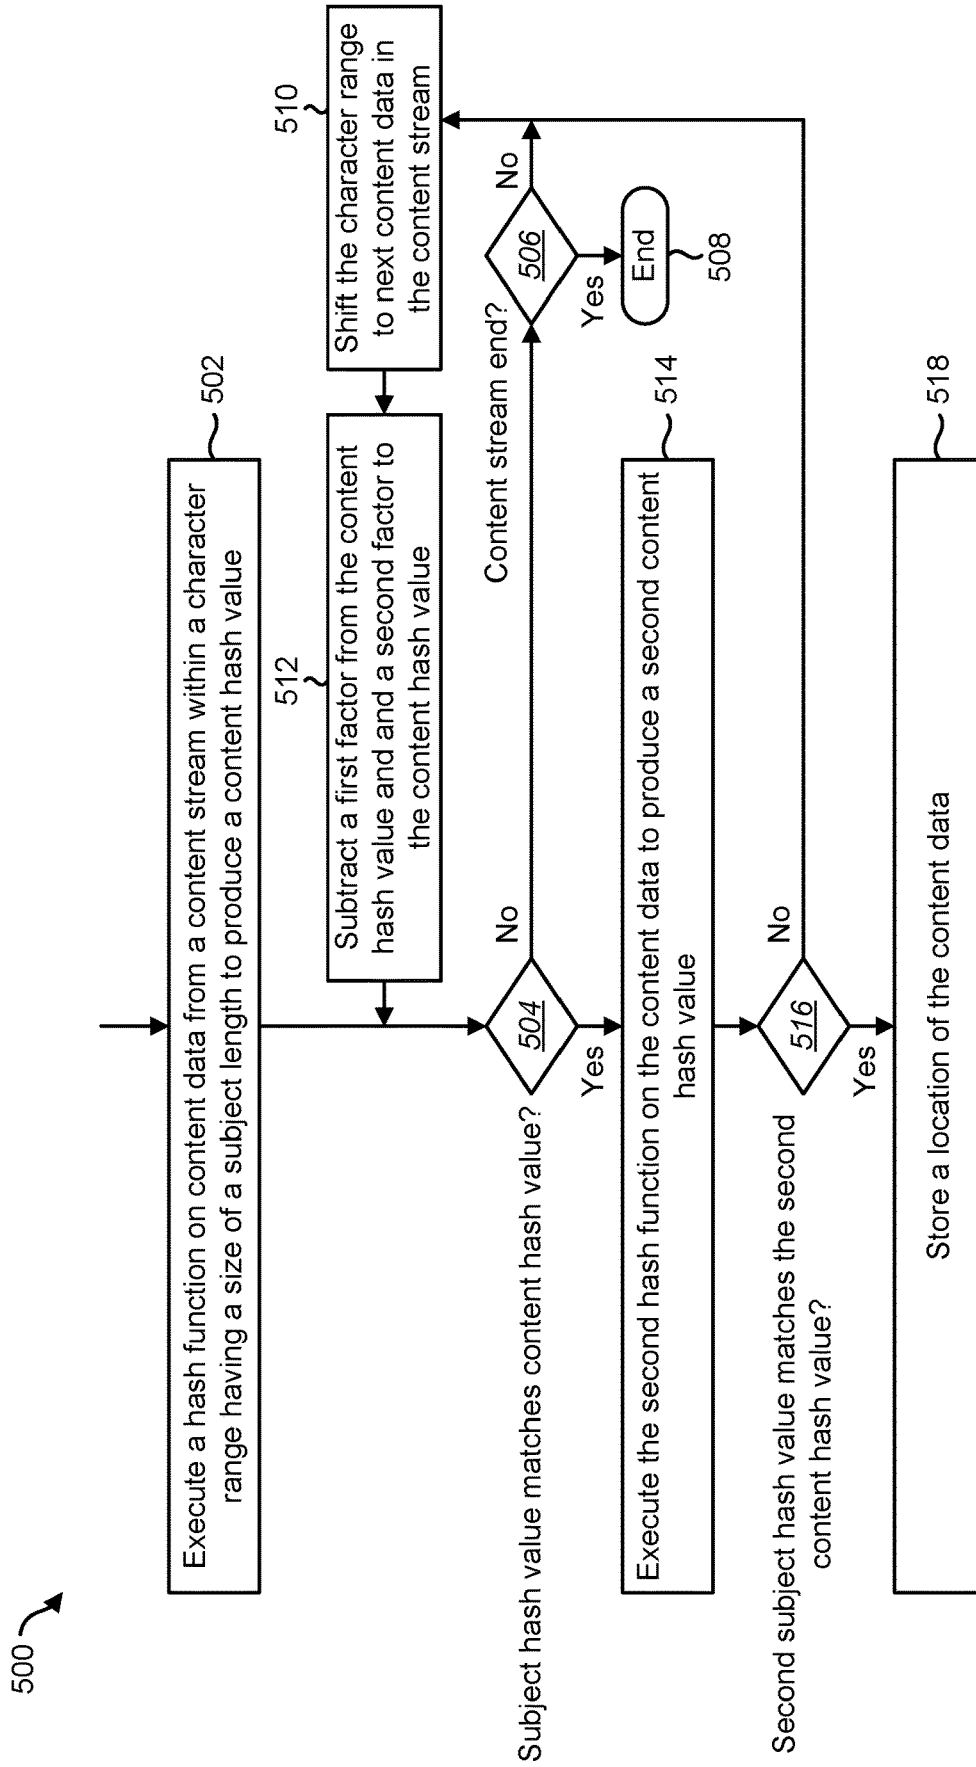 500
Execute a hash function on content data from a content stream within a character
range having a size of a subject length to produce a content hash value
502
510
Shift the character range
to next content data in
the content stream
512
Subtract a first factor from the content
hash value and and a second factor to
the content hash value
Subject hash value matches content hash value?
504
No
Yes
Content stream end?
506
No
Yes
End
508
Execute the second hash function on the content data to produce a second content
hash value
514
Second subject hash value matches the second
content hash value?
516
No
Yes
Store a location of the content data
518